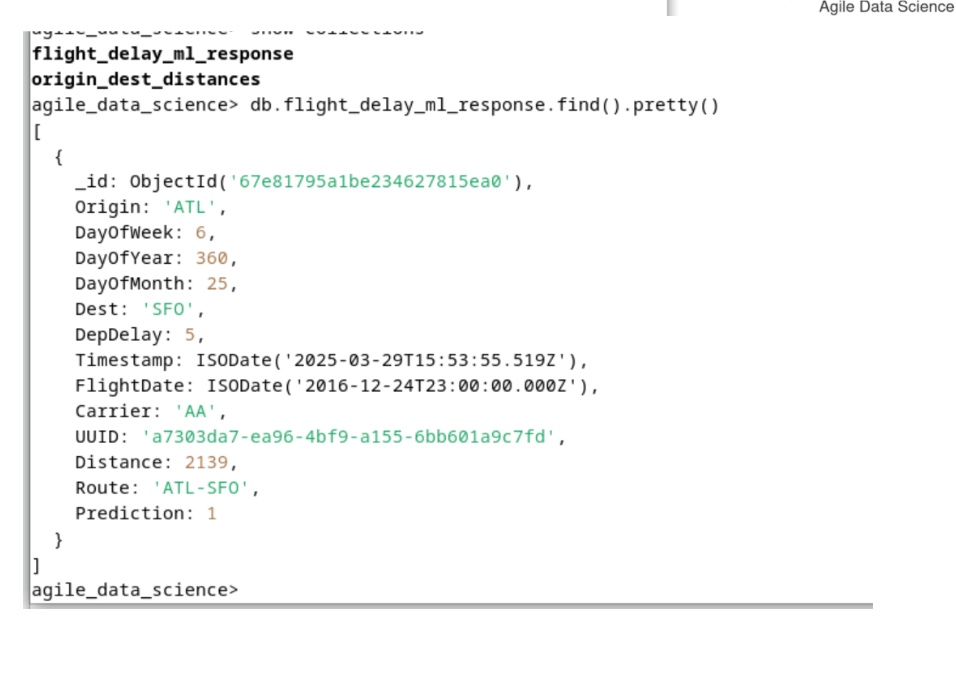 Agile Data Science
agile_data_science> show collections
flight_delay_ml_response
origin_dest_distances
agile_data_science> db.flight_delay_ml_response.find().pretty()
[
  {
    _id: ObjectId('67e81795a1be234627815ea0'),
    Origin: 'ATL',
    DayOfWeek: 6,
    DayOfYear: 360,
    DayOfMonth: 25,
    Dest: 'SFO',
    DepDelay: 5,
    Timestamp: ISODate('2025-03-29T15:53:55.519Z'),
    FlightDate: ISODate('2016-12-24T23:00:00.000Z'),
    Carrier: 'AA',
    UUID: 'a7303da7-ea96-4bf9-a155-6bb601a9c7fd',
    Distance: 2139,
    Route: 'ATL-SFO',
    Prediction: 1
  }
]
agile_data_science>